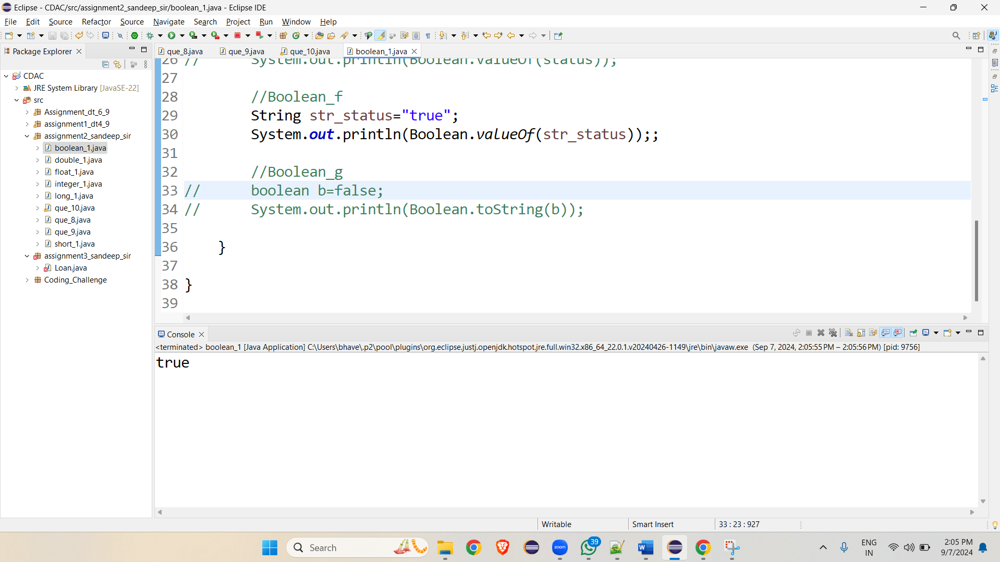 Eclipse - CDAC/src/assignment2_sandeep_sir/boolean_1.java - Eclipse IDE
File Edit Source Refactor Source Navigate Search Project Run Window Help
Package Explorer
CDAC
JRE System Library [JavaSE-22]
src
Assignment_dt_6_9
assignment1_dt4_9
assignment2_sandeep_sir
boolean_1.java
double_1.java
float_1.java
integer_1.java
long_1.java
que_10.java
que_8.java
que_9.java
short_1.java
assignment3_sandeep_sir
Loan.java
Coding_Challenge
que_8.java que_9.java que_10.java boolean_1.java
26 // System.out.println(Boolean.valueOf(status));
27
28 //Boolean_f
29 String str_status="true";
30 System.out.println(Boolean.valueOf(str_status));;
31
32 //Boolean_g
33 // boolean b=false;
34 // System.out.println(Boolean.toString(b));
35
36 }
37
38 }
39
Console
<terminated> boolean_1 [Java Application] C:\Users\bhave\.p2\pool\plugins\org.eclipse.justj.openjdk.hotspot.jre.full.win32.x86_64_22.0.1.v20240426-1149\jre\bin\javaw.exe (Sep 7, 2024, 2:05:55 PM – 2:05:56 PM) [pid: 9756]
true
Writable Smart Insert 33 : 23 : 927
Search
zoom
39
W
ENG
IN
2:05 PM
9/7/2024